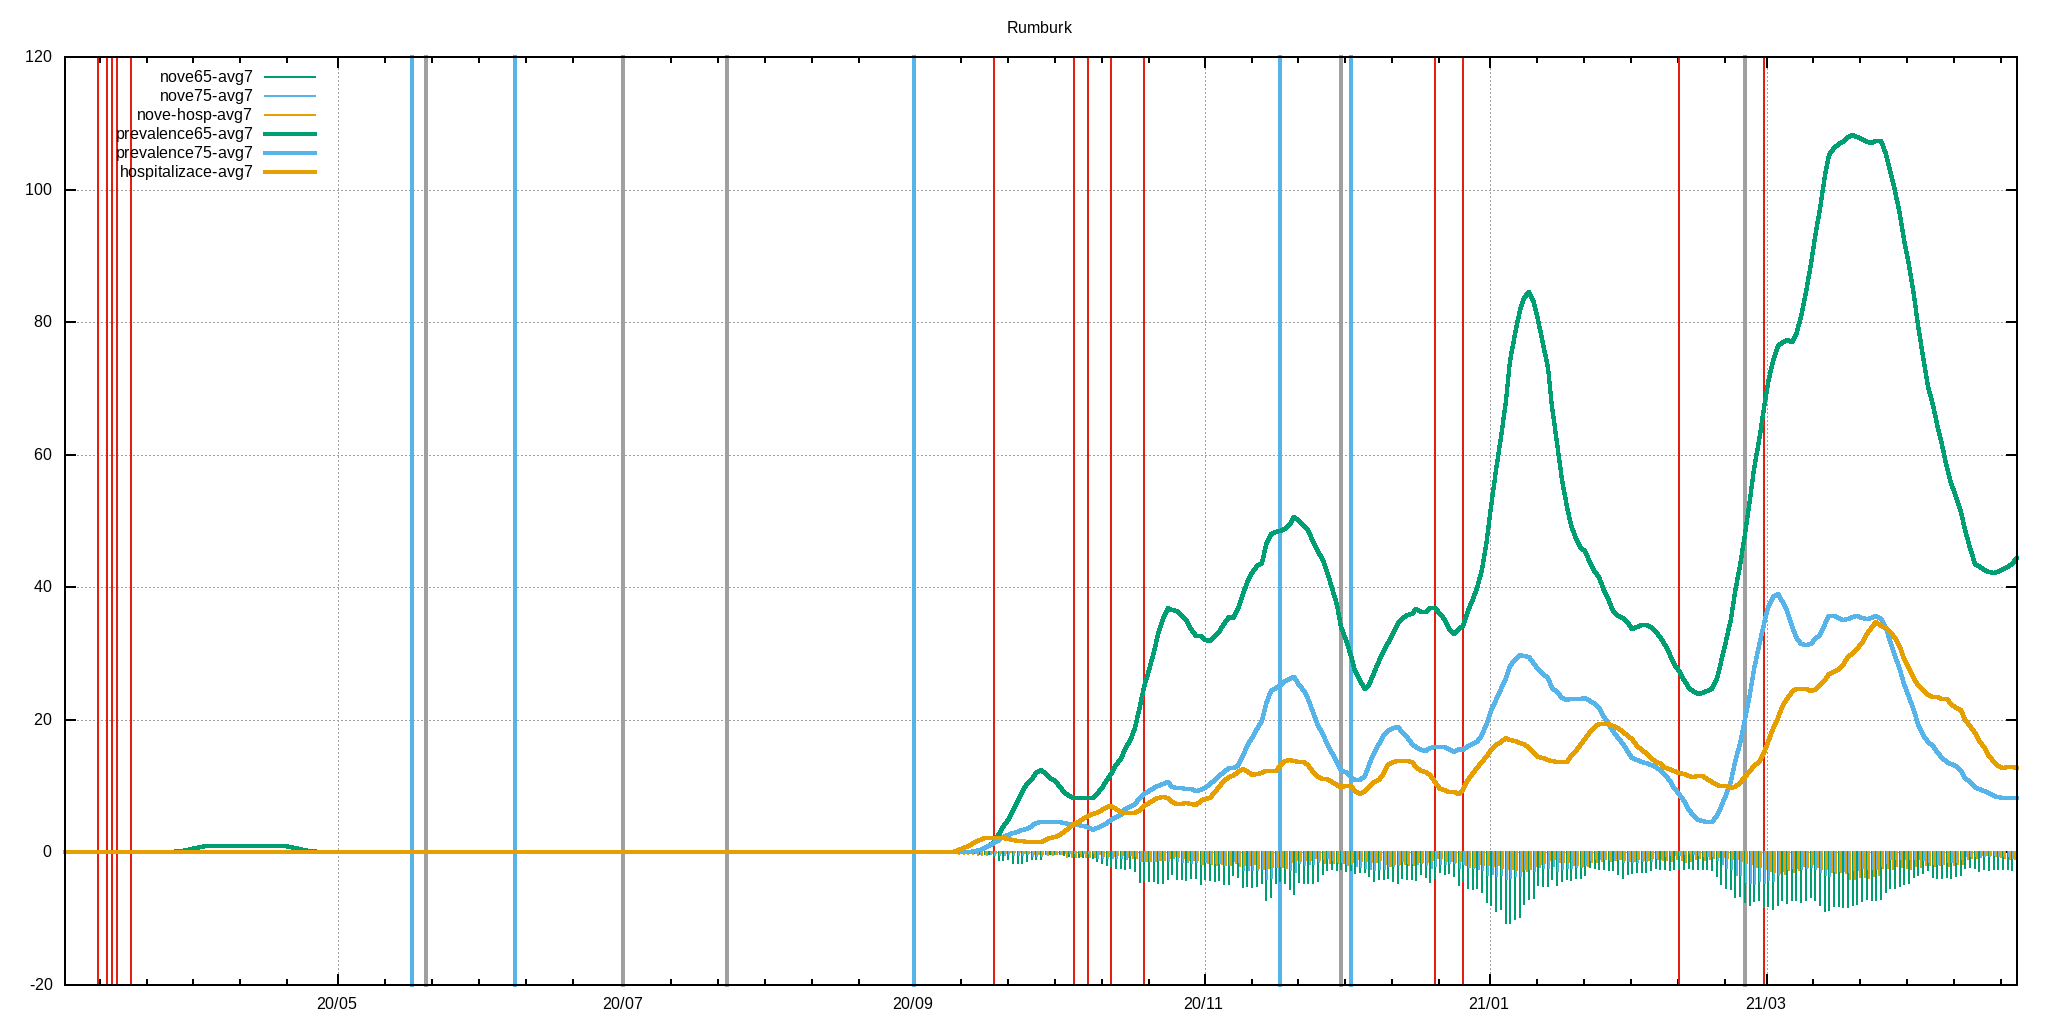 Rumburk
120
100
80
60
40
20
0
-20
nove65-avg7
nove75-avg7
nove-hosp-avg7
prevalence65-avg7
prevalence75-avg7
hospitalizace-avg7
20/05 20/07 20/09 20/11 21/01 21/03